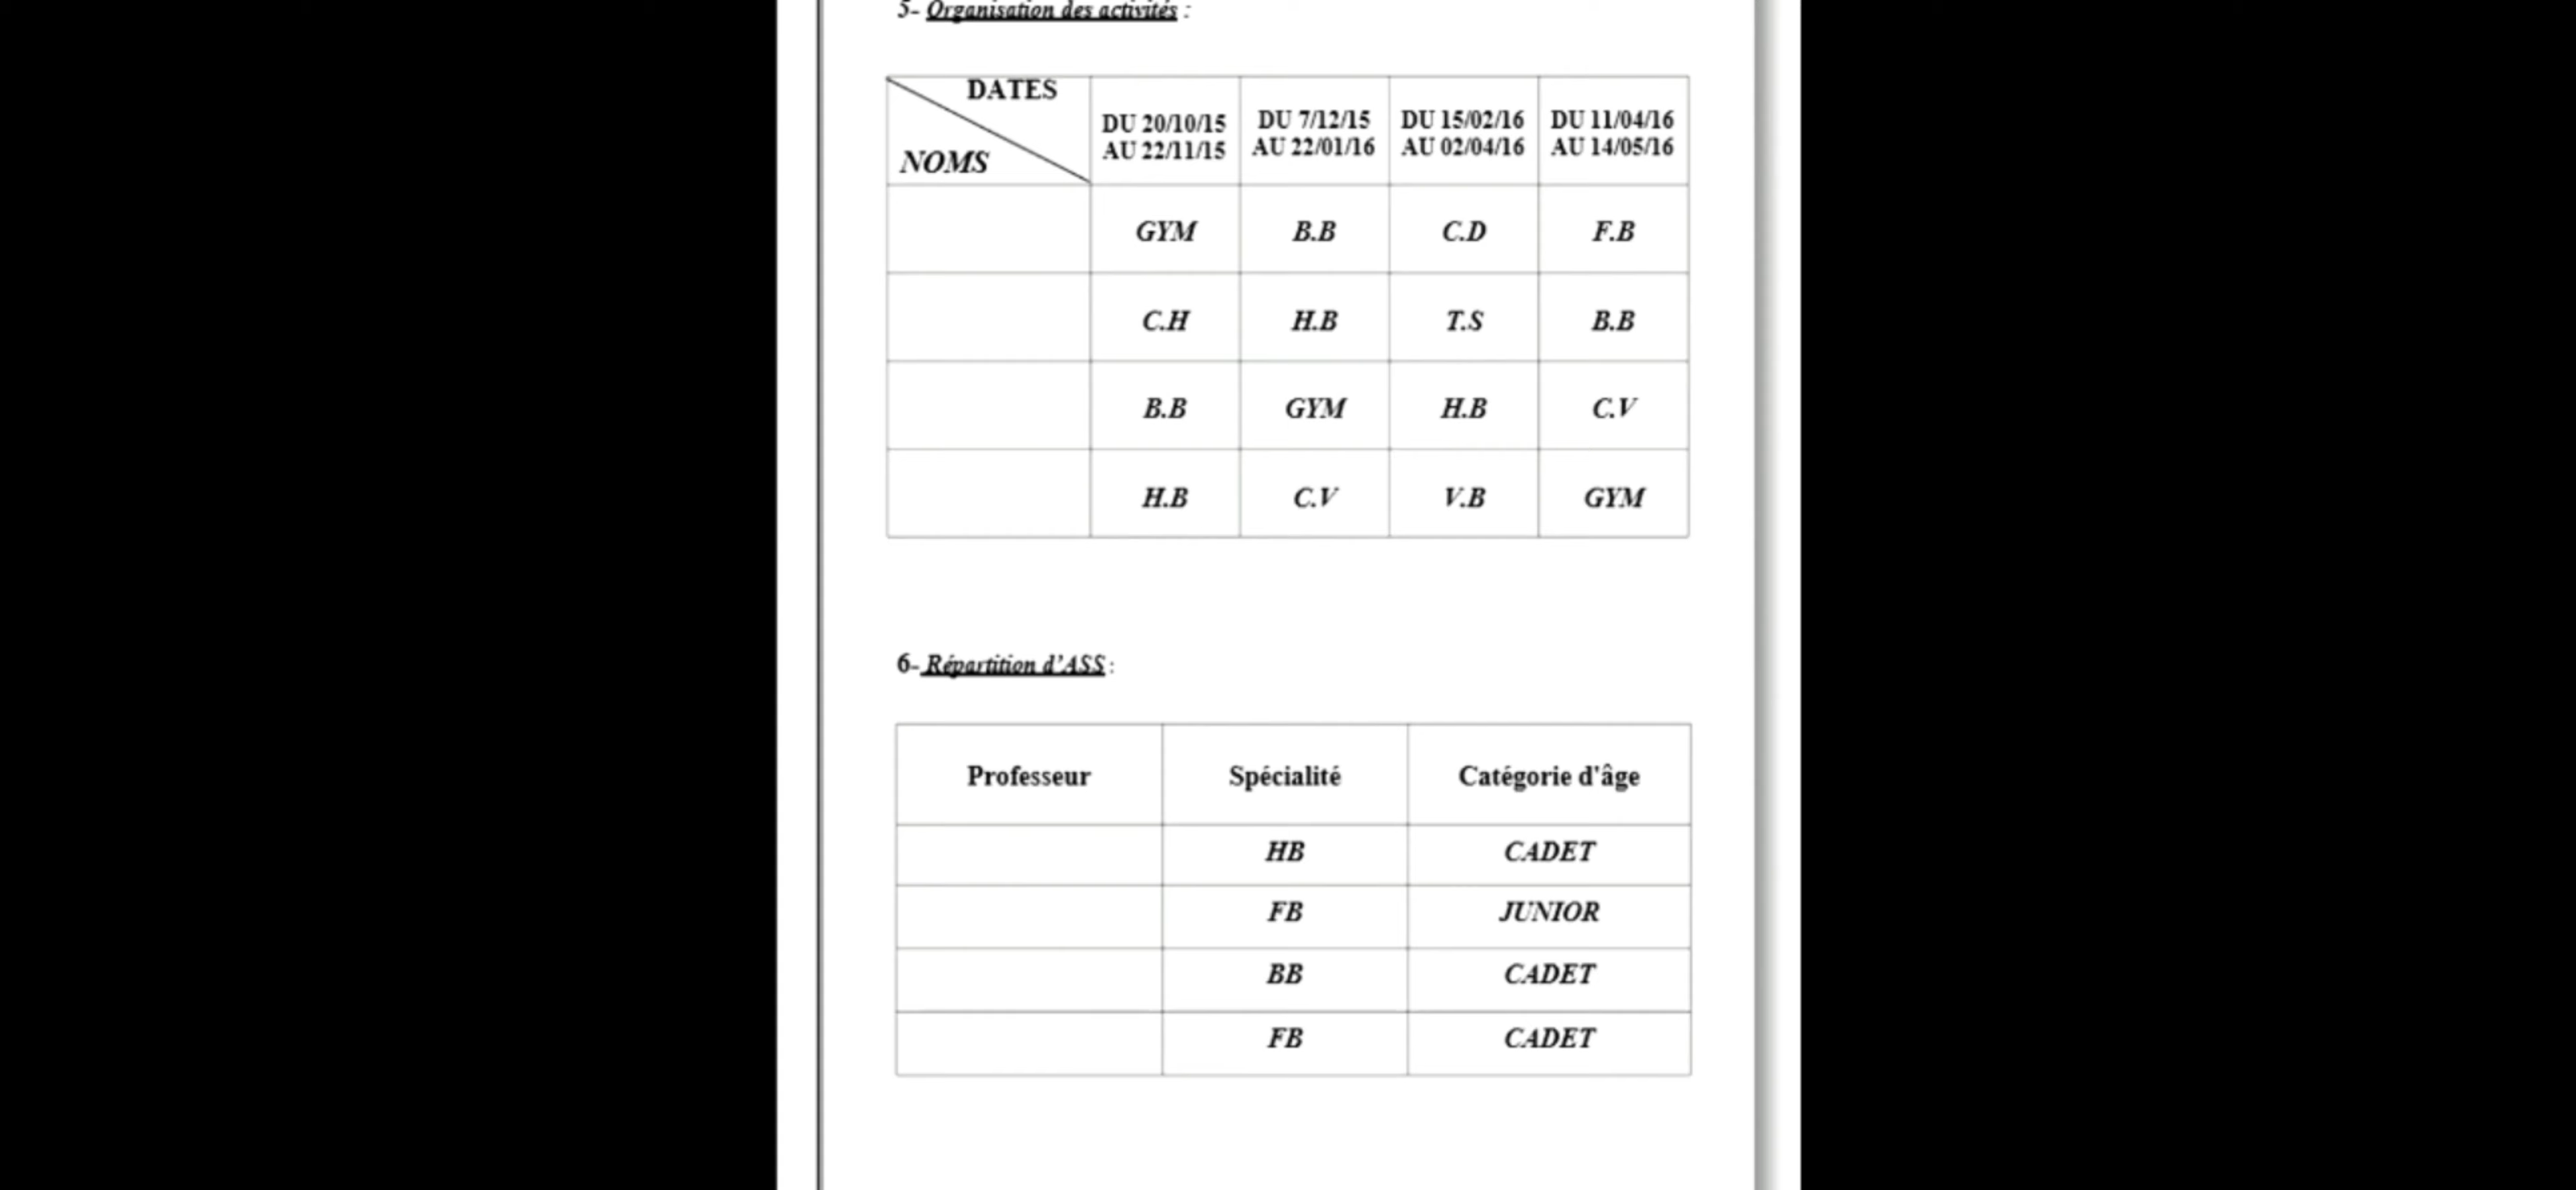 5- Organisation des activités :
DATES
NOMS
DU 20/10/15 AU 22/11/15
DU 7/12/15 AU 22/01/16
DU 15/02/16 AU 02/04/16
DU 11/04/16 AU 14/05/16
GYM B.B C.D F.B
C.H H.B T.S B.B
B.B GYM H.B C.V
H.B C.V V.B GYM
6- Répartition d'ASS :
Professeur Spécialité Catégorie d'âge
HB CADET
FB JUNIOR
BB CADET
FB CADET